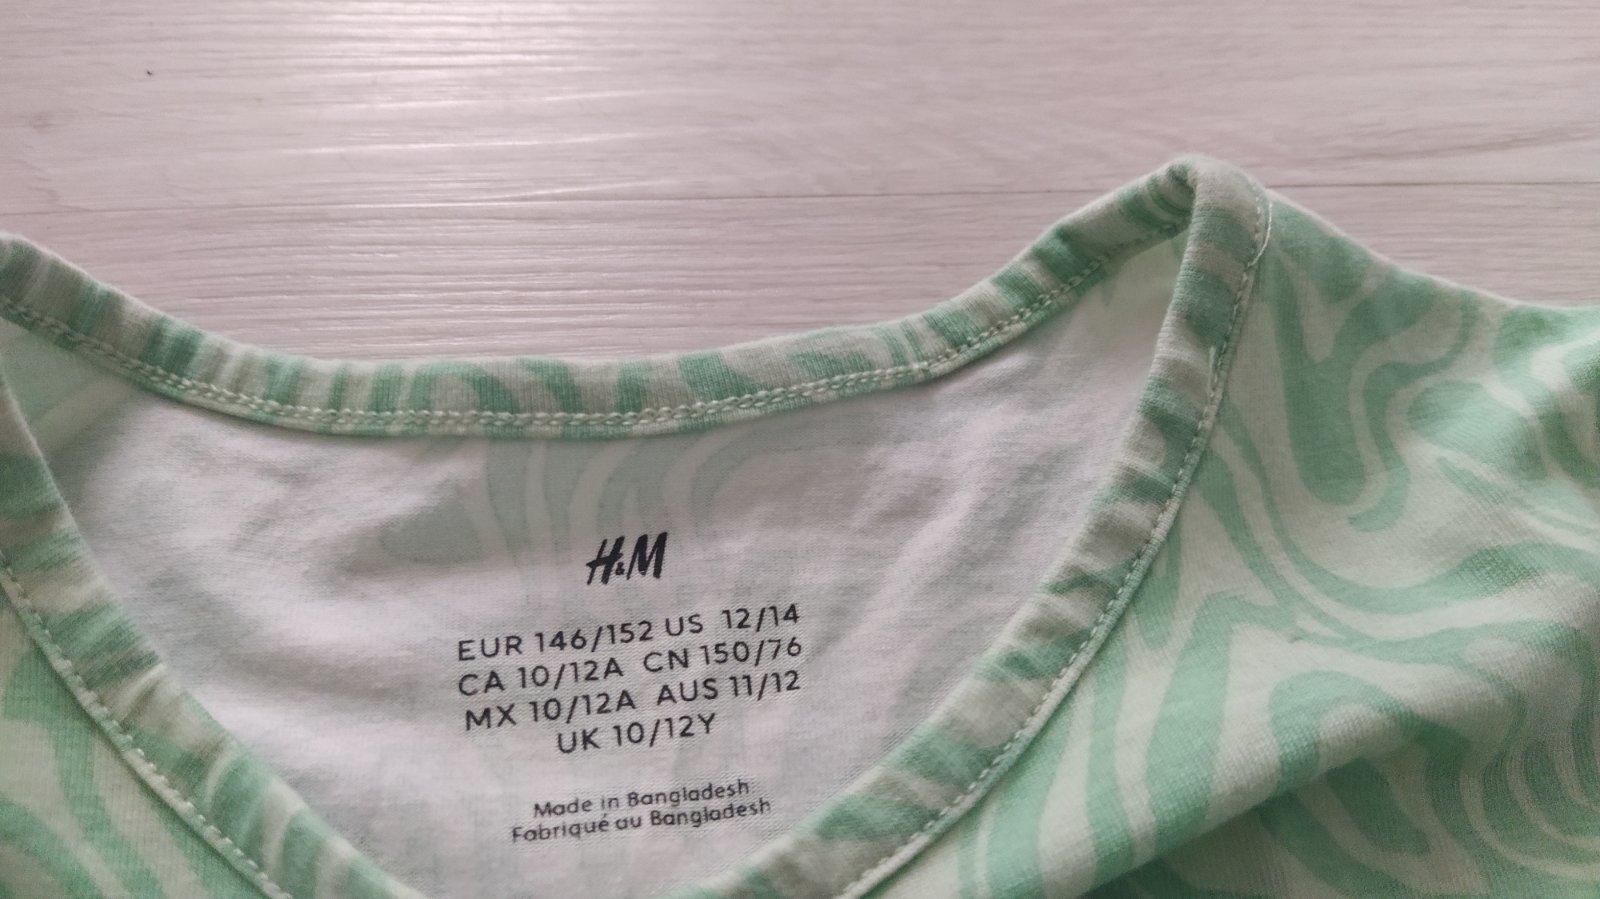 H&M
EUR 146/152 US 12/14
CA 10/12A CN 150/76
MX 10/12A AUS 11/12
UK 10/12Y
Made in Bangladesh
Fabriqué au Bangladesh